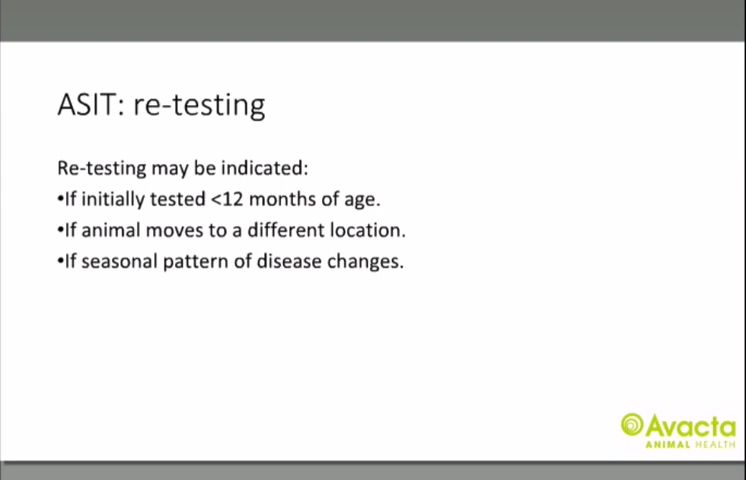 ASIT: re-testing
Re-testing may be indicated:
•If initially tested <12 months of age.
•If animal moves to a different location.
•If seasonal pattern of disease changes.
Avacta
ANIMAL HEALTH